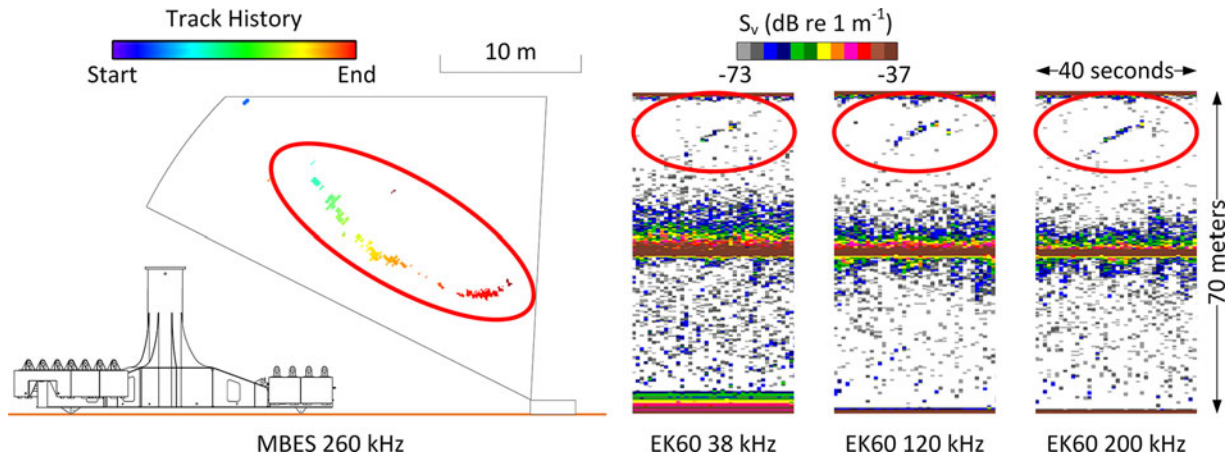 Track History
Start End
10 m
MBES 260 kHz
Sᵥ (dB re 1 m⁻¹)
-73 -37
40 seconds
70 meters
EK60 38 kHz
EK60 120 kHz
EK60 200 kHz